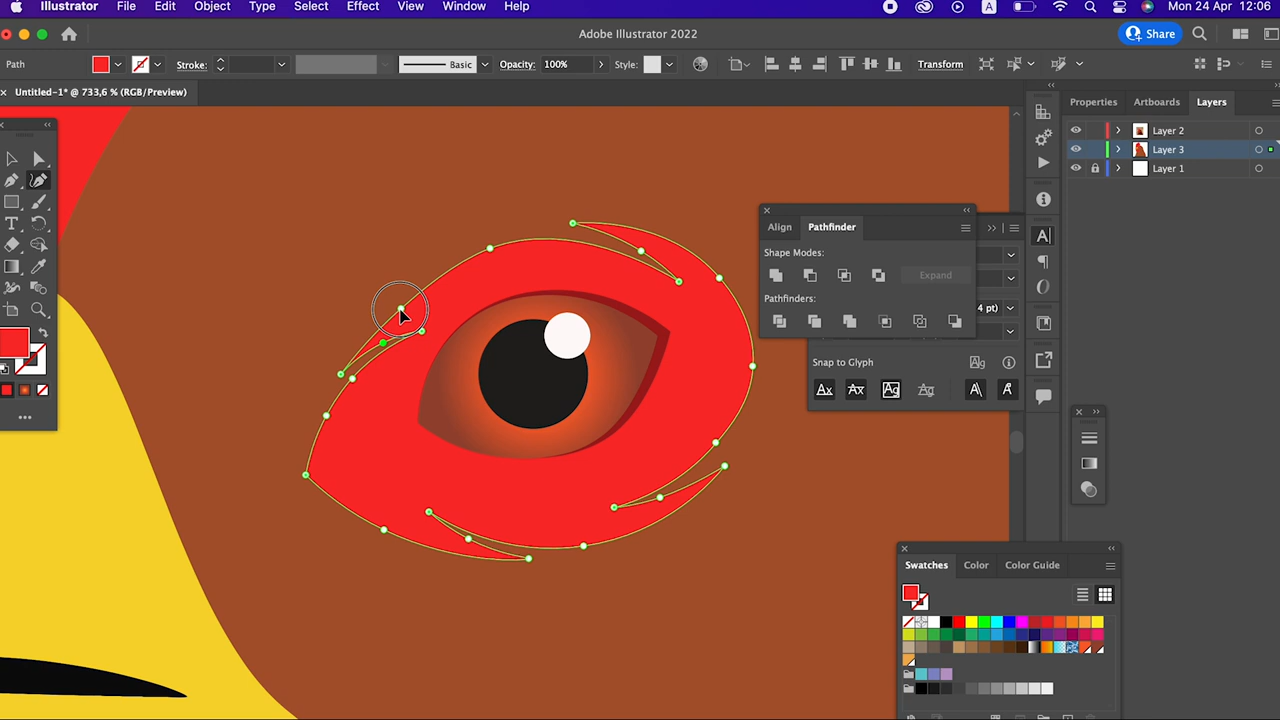 Illustrator File Edit Object Type Select Effect View Window Help A Mon 24 Apr 12:06
Adobe Illustrator 2022 Share
Path Stroke: Basic Opacity: 100% Style: Transform
Untitled-1* @ 733,6 % (RGB/Preview)
Properties Artboards Layers
Layer 2
Layer 3
Layer 1
Align Pathfinder
Shape Modes:
Expand
Pathfinders:
4 pt)
Snap to Glyph
Swatches Color Color Guide